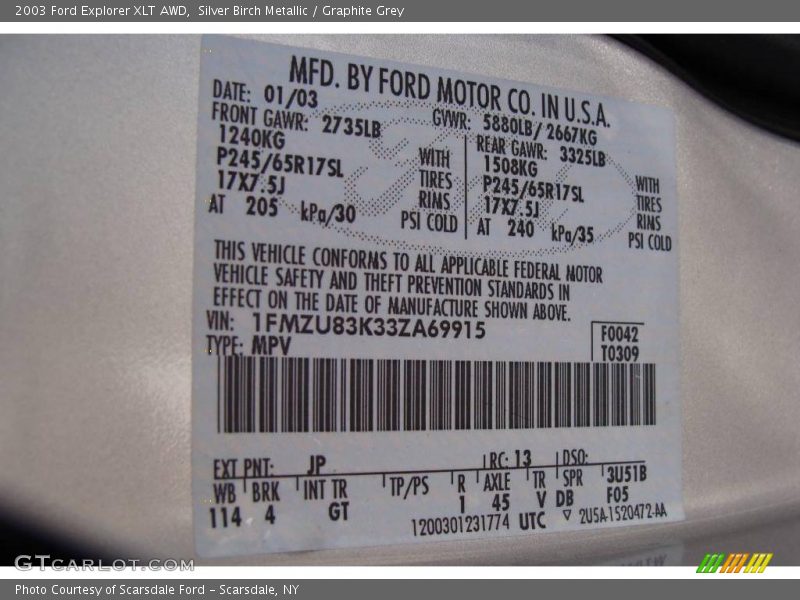 2003 Ford Explorer XLT AWD, Silver Birch Metallic / Graphite Grey
MFD. BY FORD MOTOR CO. IN U.S.A.
DATE: 01/03
GVWR: 5880LB/ 2667KG
FRONT GAWR: 2735LB
REAR GAWR: 3325LB
1240KG WITH
1508KG WITH
P245/65R17SL TIRES
P245/65R17SL TIRES
17X7.5J RIMS
17X7.5J RIMS
AT 205 kPa/30 PSI COLD
AT 240 kPa/35 PSI COLD
THIS VEHICLE CONFORMS TO ALL APPLICABLE FEDERAL MOTOR
VEHICLE SAFETY AND THEFT PREVENTION STANDARDS IN
EFFECT ON THE DATE OF MANUFACTURE SHOWN ABOVE.
VIN: 1FMZU83K33ZA69915
TYPE: MPV
F0042
T0309
EXT PNT: JP RC: 13 DSO:
WB BRK INT TR TP/PS R AXLE TR SPR 3U51B
114 4 GT 1 45 V DB F05
1200301231774 UTC ▽ 2U5A-1520472-AA
GTCARLOT.COM
Photo Courtesy of Scarsdale Ford – Scarsdale, NY